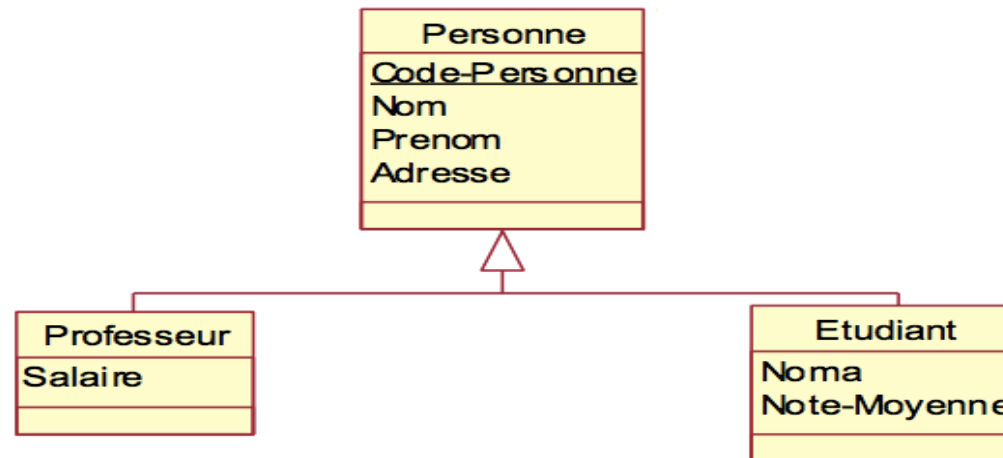 Personne
Code-Personne
Nom
Prenom
Adresse
Professeur
Salaire
Etudiant
Noma
Note-Moyenne